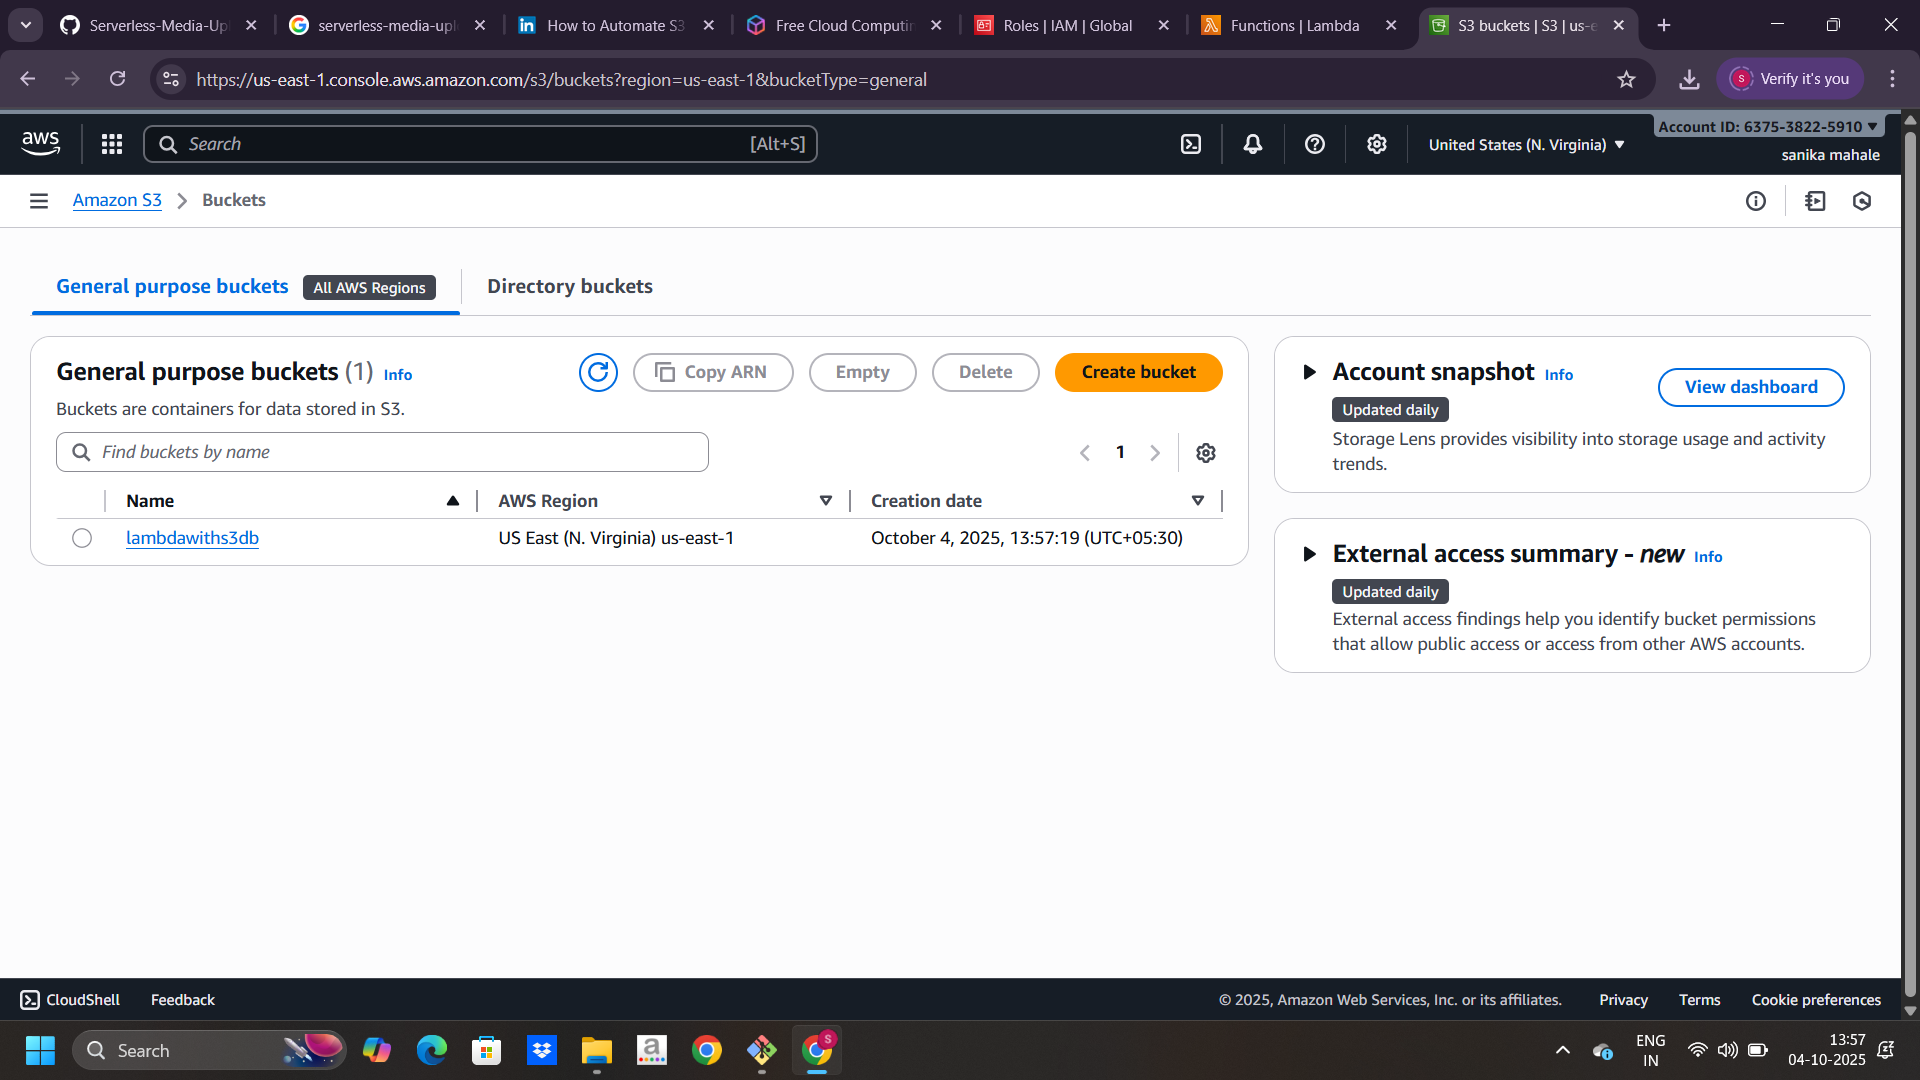 Serverless-Media-Upl
serverless-media-upl
How to Automate S3
Free Cloud Computin
Roles | IAM | Global
Functions | Lambda
S3 buckets | S3 | us-e
https://us-east-1.console.aws.amazon.com/s3/buckets?region=us-east-1&bucketType=general
S
Verify it's you
aws
Search
[Alt+S]
United States (N. Virginia)
Account ID: 6375-3822-5910
sanika mahale
Amazon S3
Buckets
General purpose buckets
All AWS Regions
Directory buckets
General purpose buckets (1) Info
Copy ARN
Empty
Delete
Create bucket
Buckets are containers for data stored in S3.
Find buckets by name
1
Name
AWS Region
Creation date
lambdawiths3db
US East (N. Virginia) us-east-1
October 4, 2025, 13:57:19 (UTC+05:30)
Account snapshot Info
View dashboard
Updated daily
Storage Lens provides visibility into storage usage and activity
trends.
External access summary - new Info
Updated daily
External access findings help you identify bucket permissions
that allow public access or access from other AWS accounts.
CloudShell
Feedback
© 2025, Amazon Web Services, Inc. or its affiliates.
Privacy
Terms
Cookie preferences
Search
a
S
ENG
IN
13:57
04-10-2025